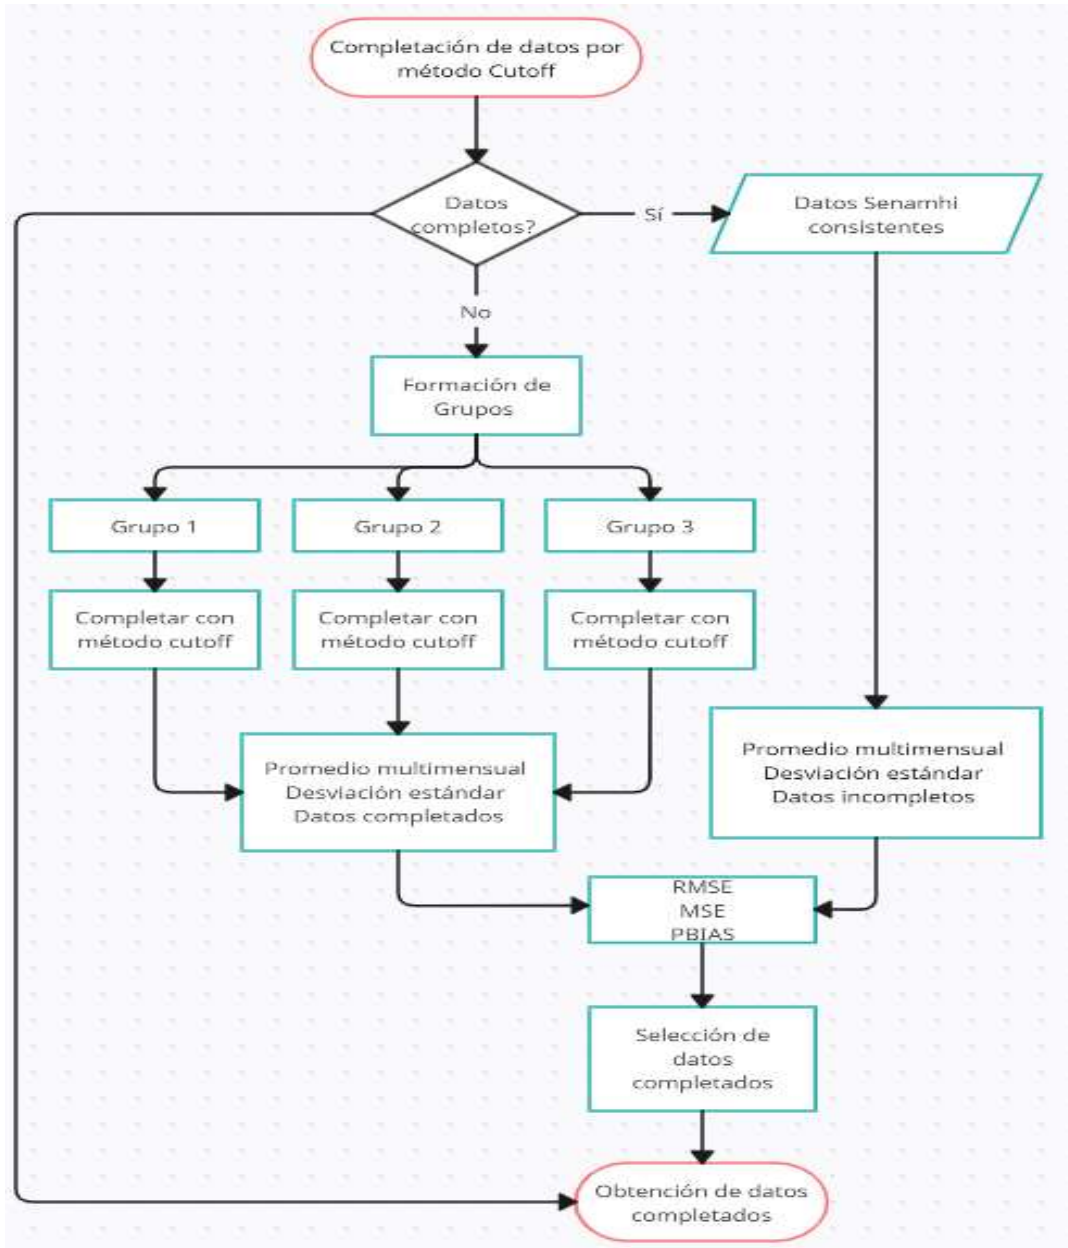 Completación de datos por
método Cutoff
Datos
completos?
Sí
Datos Senamhi
consistentes
No
Formación de
Grupos
Grupo 1
Grupo 2
Grupo 3
Completar con
método cutoff
Completar con
método cutoff
Completar con
método cutoff
Promedio multimensual
Desviación estándar
Datos completados
Promedio multimensual
Desviación estándar
Datos incompletos
RMSE
MSE
PBIAS
Selección de
datos
completados
Obtención de datos
completados